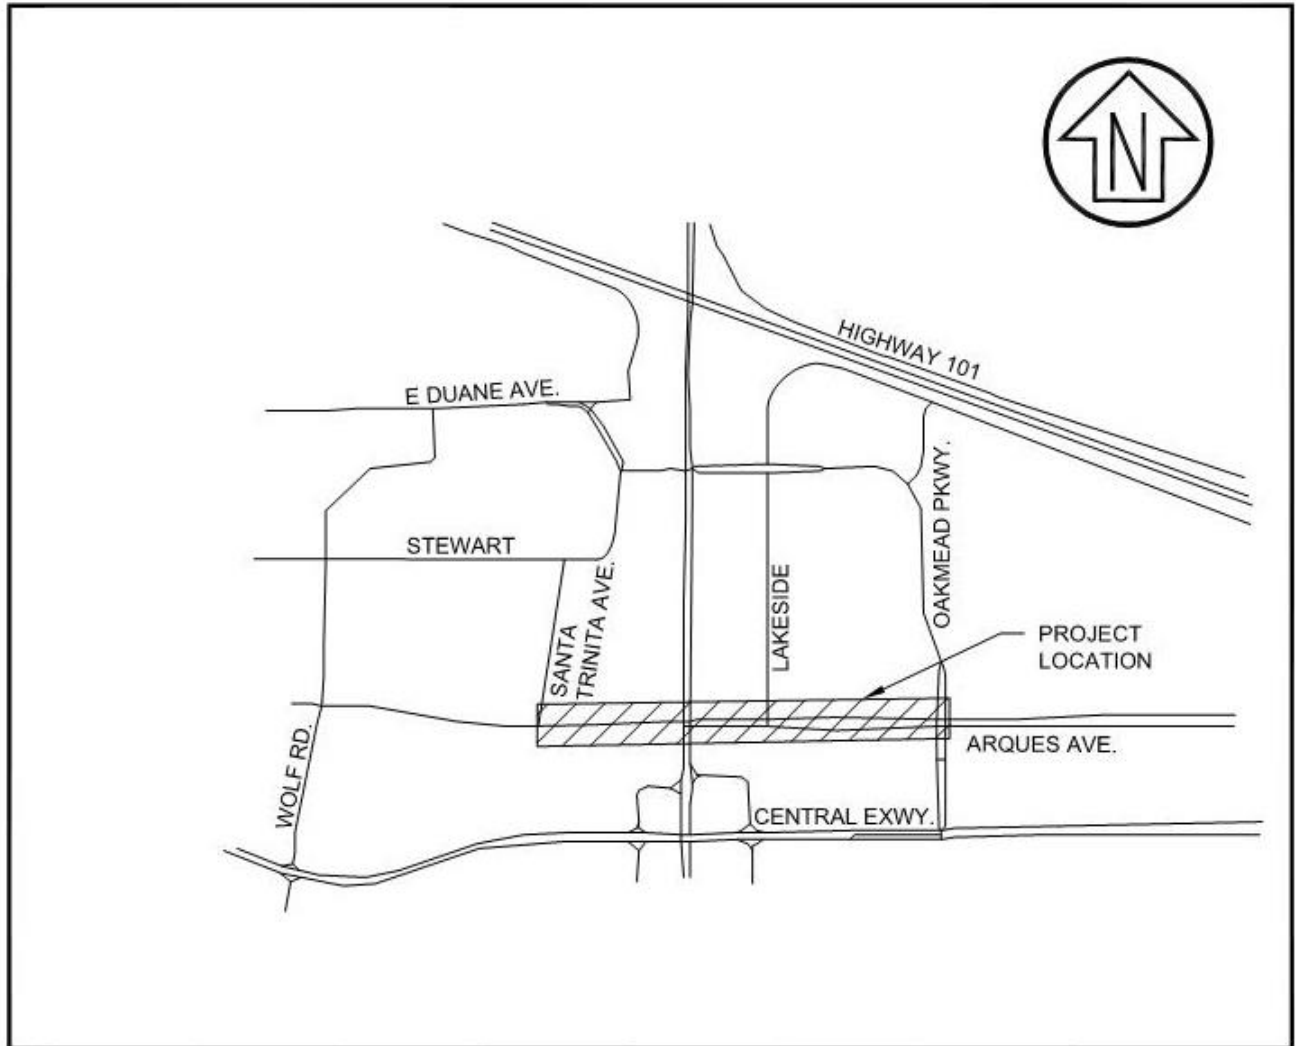 N
HIGHWAY 101
E DUANE AVE.
OAKMEAD PKWY.
STEWART
SANTA
TRINITA AVE.
LAKESIDE
PROJECT
LOCATION
WOLF RD.
ARQUES AVE.
CENTRAL EXWY.